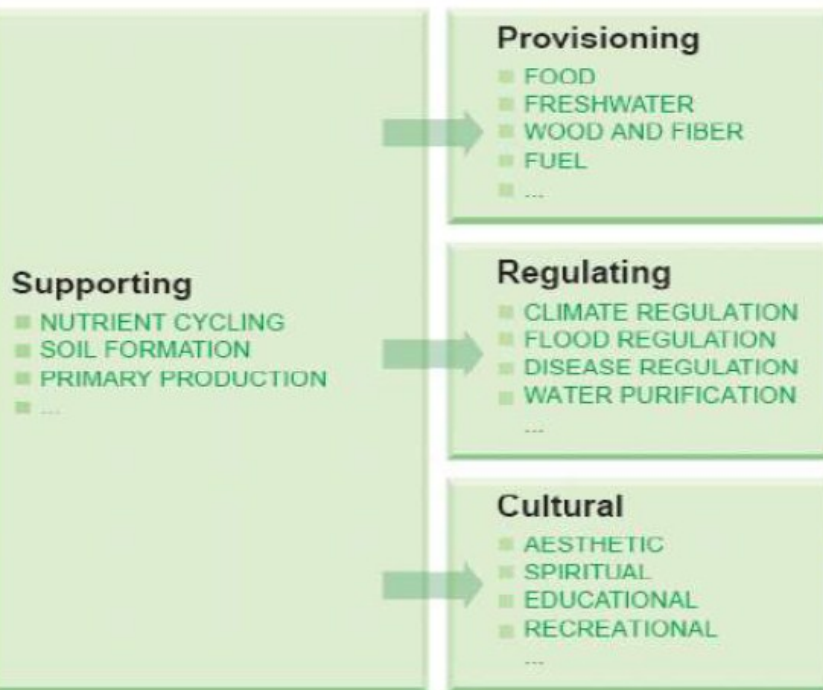 Supporting
NUTRIENT CYCLING
SOIL FORMATION
PRIMARY PRODUCTION
...
Provisioning
FOOD
FRESHWATER
WOOD AND FIBER
FUEL
...
Regulating
CLIMATE REGULATION
FLOOD REGULATION
DISEASE REGULATION
WATER PURIFICATION
...
Cultural
AESTHETIC
SPIRITUAL
EDUCATIONAL
RECREATIONAL
...